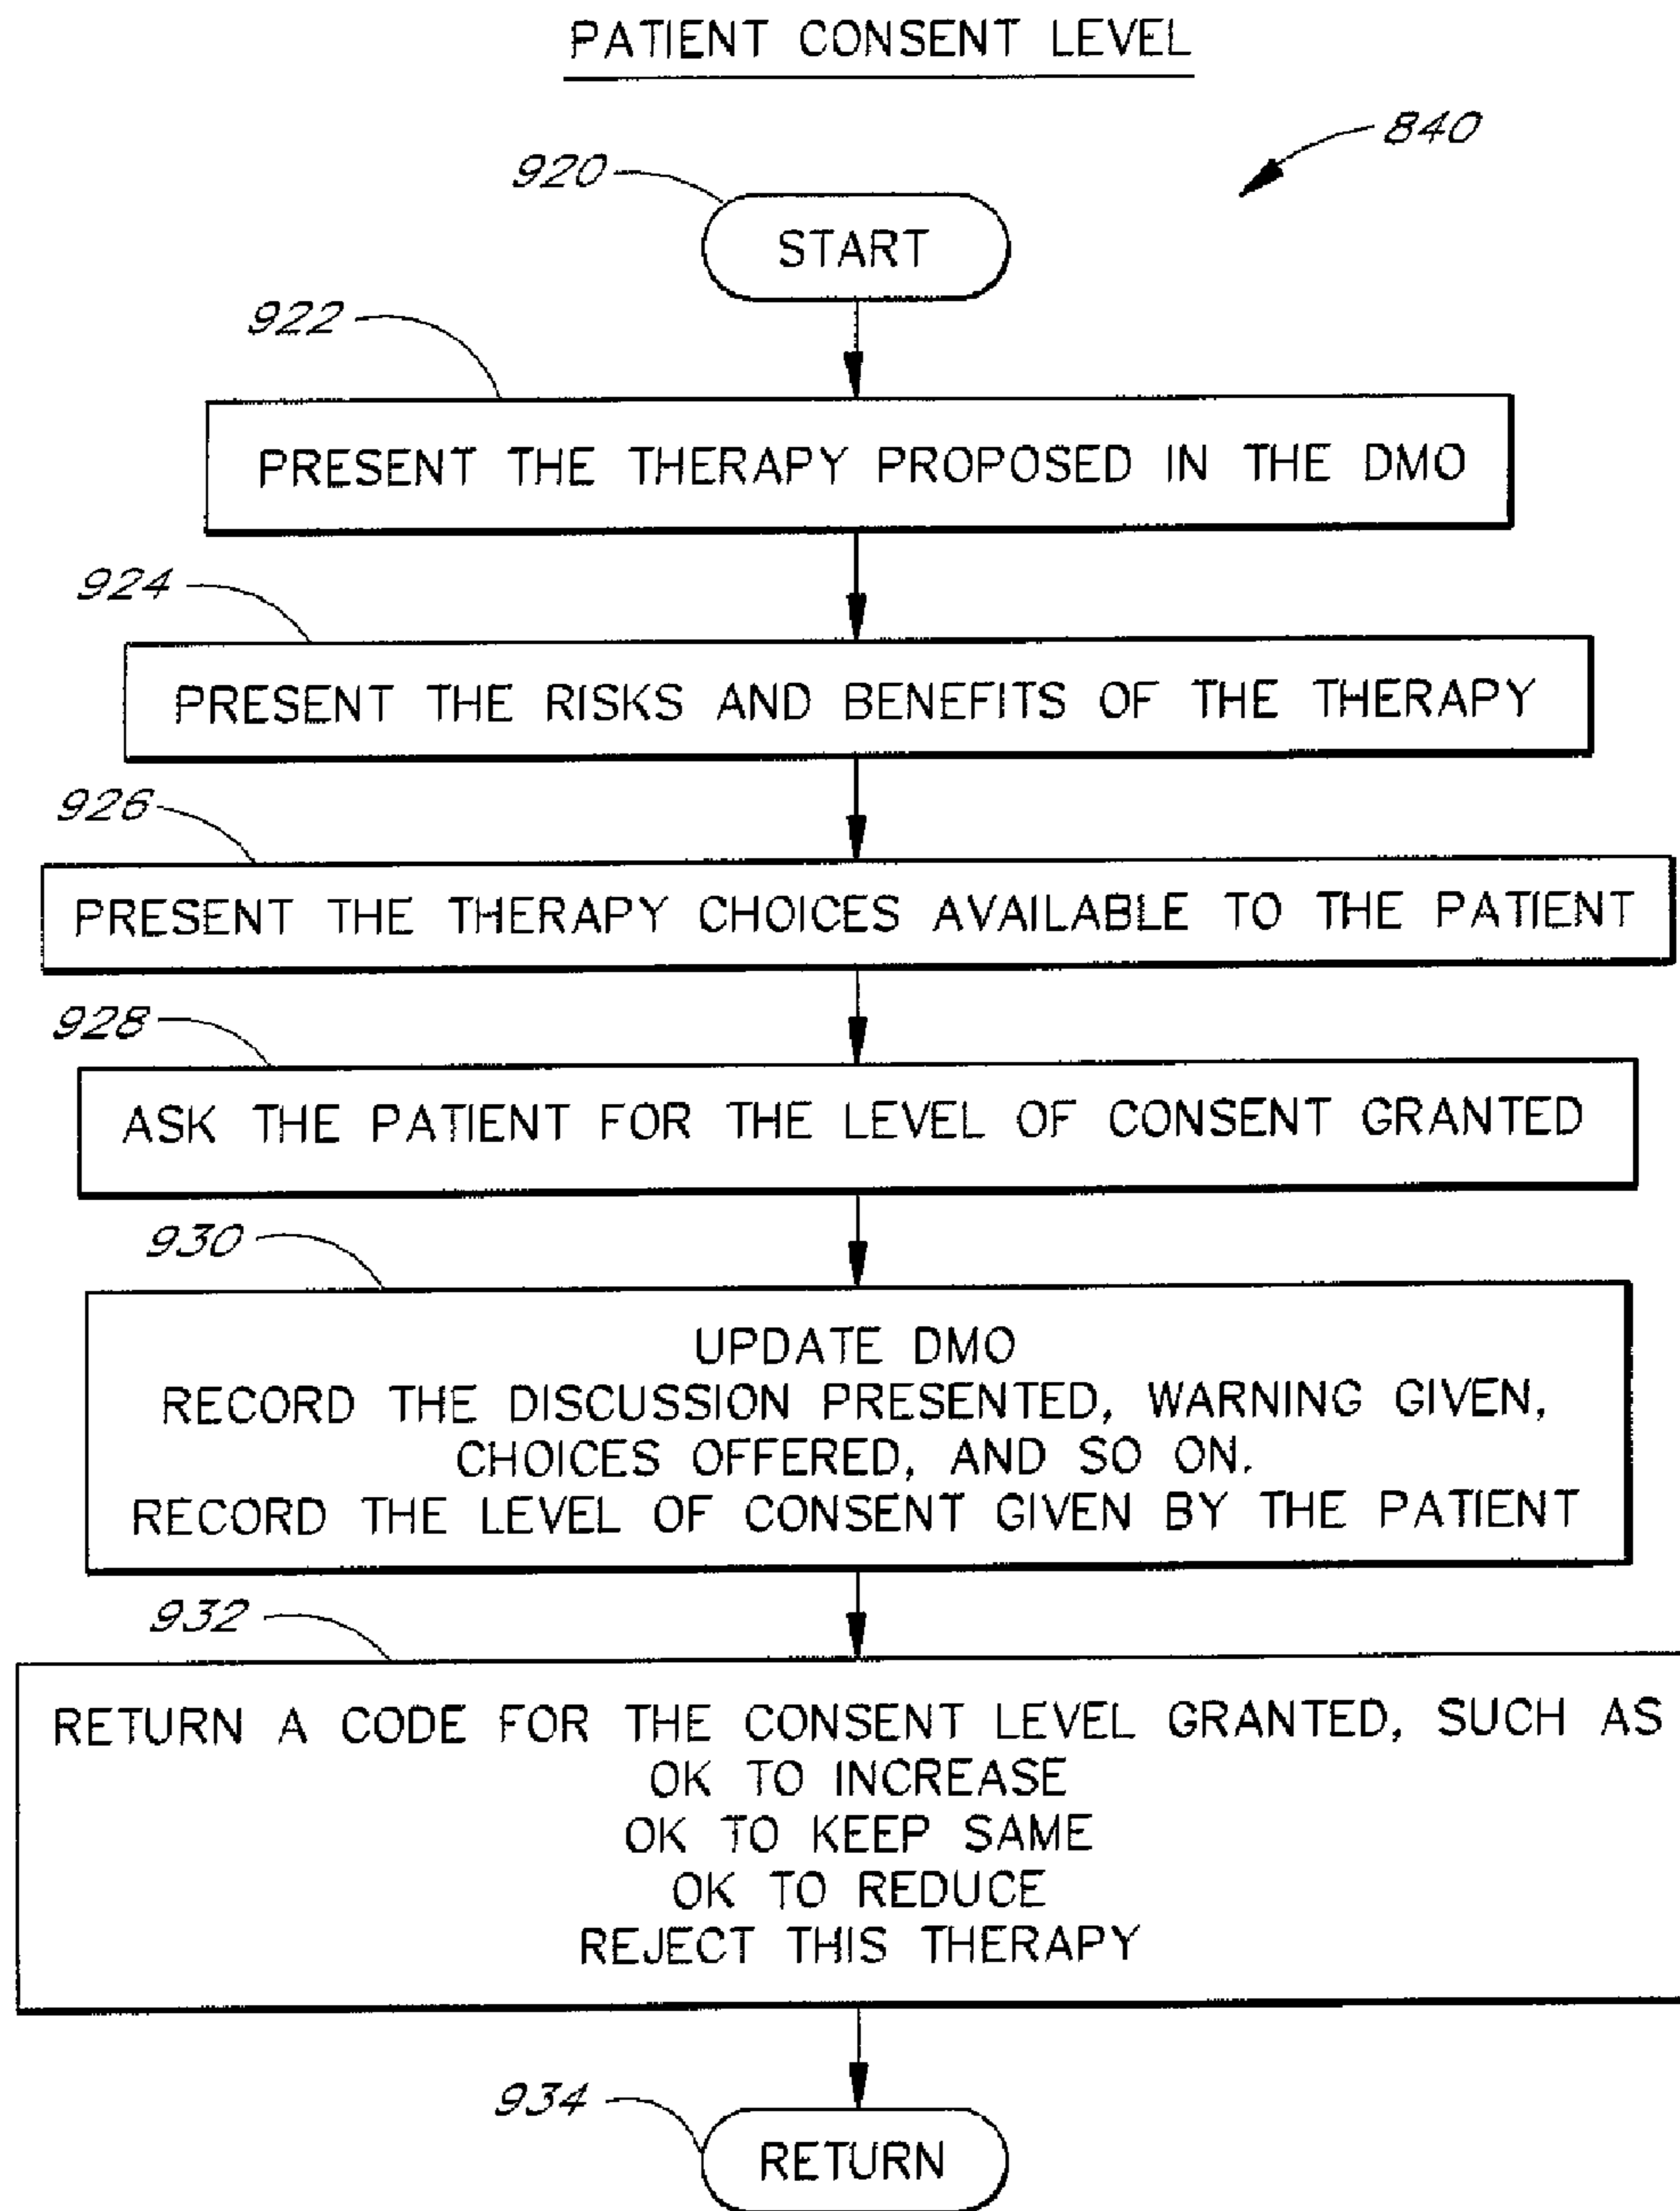 PATIENT CONSENT LEVEL
840
920
START
922
PRESENT THE THERAPY PROPOSED IN THE DMO
924
PRESENT THE RISKS AND BENEFITS OF THE THERAPY
926
PRESENT THE THERAPY CHOICES AVAILABLE TO THE PATIENT
928
ASK THE PATIENT FOR THE LEVEL OF CONSENT GRANTED
930
UPDATE DMO
RECORD THE DISCUSSION PRESENTED, WARNING GIVEN,
CHOICES OFFERED, AND SO ON.
RECORD THE LEVEL OF CONSENT GIVEN BY THE PATIENT
932
RETURN A CODE FOR THE CONSENT LEVEL GRANTED, SUCH AS
OK TO INCREASE
OK TO KEEP SAME
OK TO REDUCE
REJECT THIS THERAPY
934
RETURN